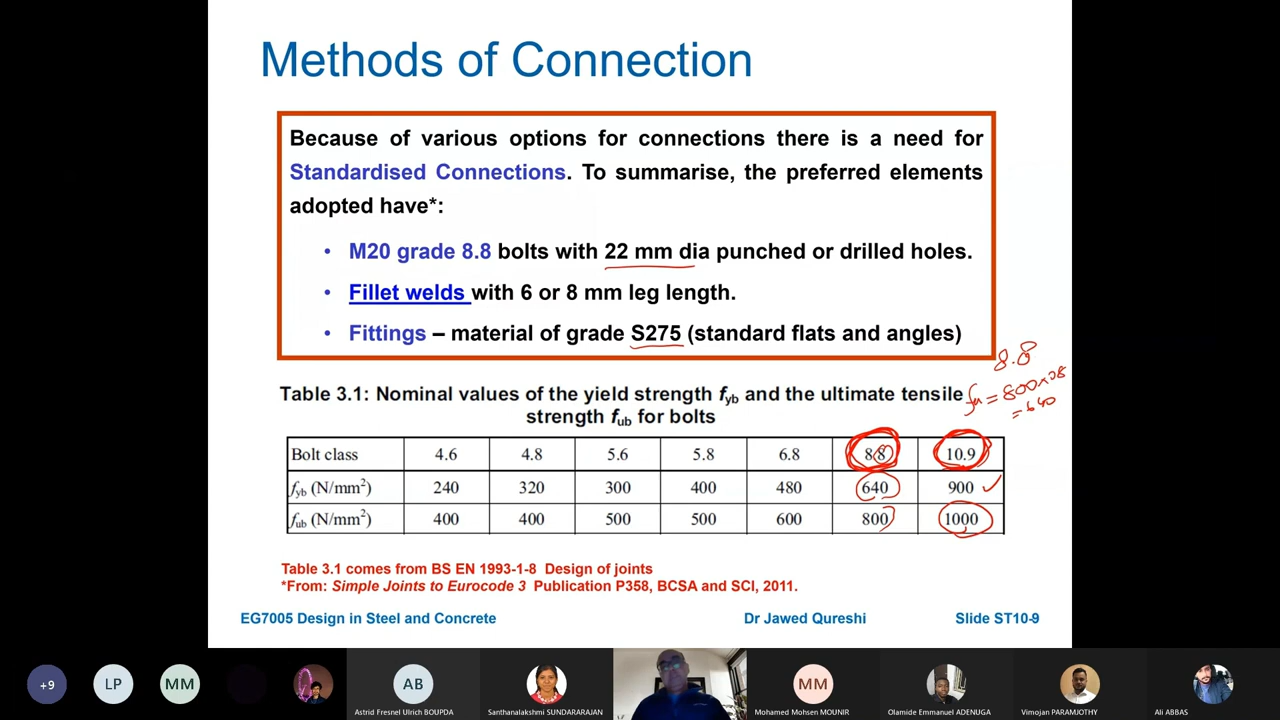 Methods of Connection
Because of various options for connections there is a need for
Standardised Connections. To summarise, the preferred elements
adopted have*:
• M20 grade 8.8 bolts with 22 mm dia punched or drilled holes.
• Fillet welds with 6 or 8 mm leg length.
• Fittings – material of grade S275 (standard flats and angles)
8.8
Table 3.1: Nominal values of the yield strength fyb and the ultimate tensile
strength fub for bolts
= 640
Bolt class 4.6 4.8 5.6 5.8 6.8 8.8 10.9
fyb (N/mm²) 240 320 300 400 480 640 900
fub (N/mm²) 400 400 500 500 600 800 1000
Table 3.1 comes from BS EN 1993-1-8 Design of joints
*From: Simple Joints to Eurocode 3 Publication P358, BCSA and SCI, 2011.
EG7005 Design in Steel and Concrete Dr Jawed Qureshi Slide ST10-9
+9 LP MM AB MM
Astrid Fresnel Ulrich BOUPDA Santhanalakshmi SUNDARARAJAN Mohamed Mohsen MOUNIR Olamide Emmanuel ADENUGA Vimojan PARAMJOTHY Ali ABBAS